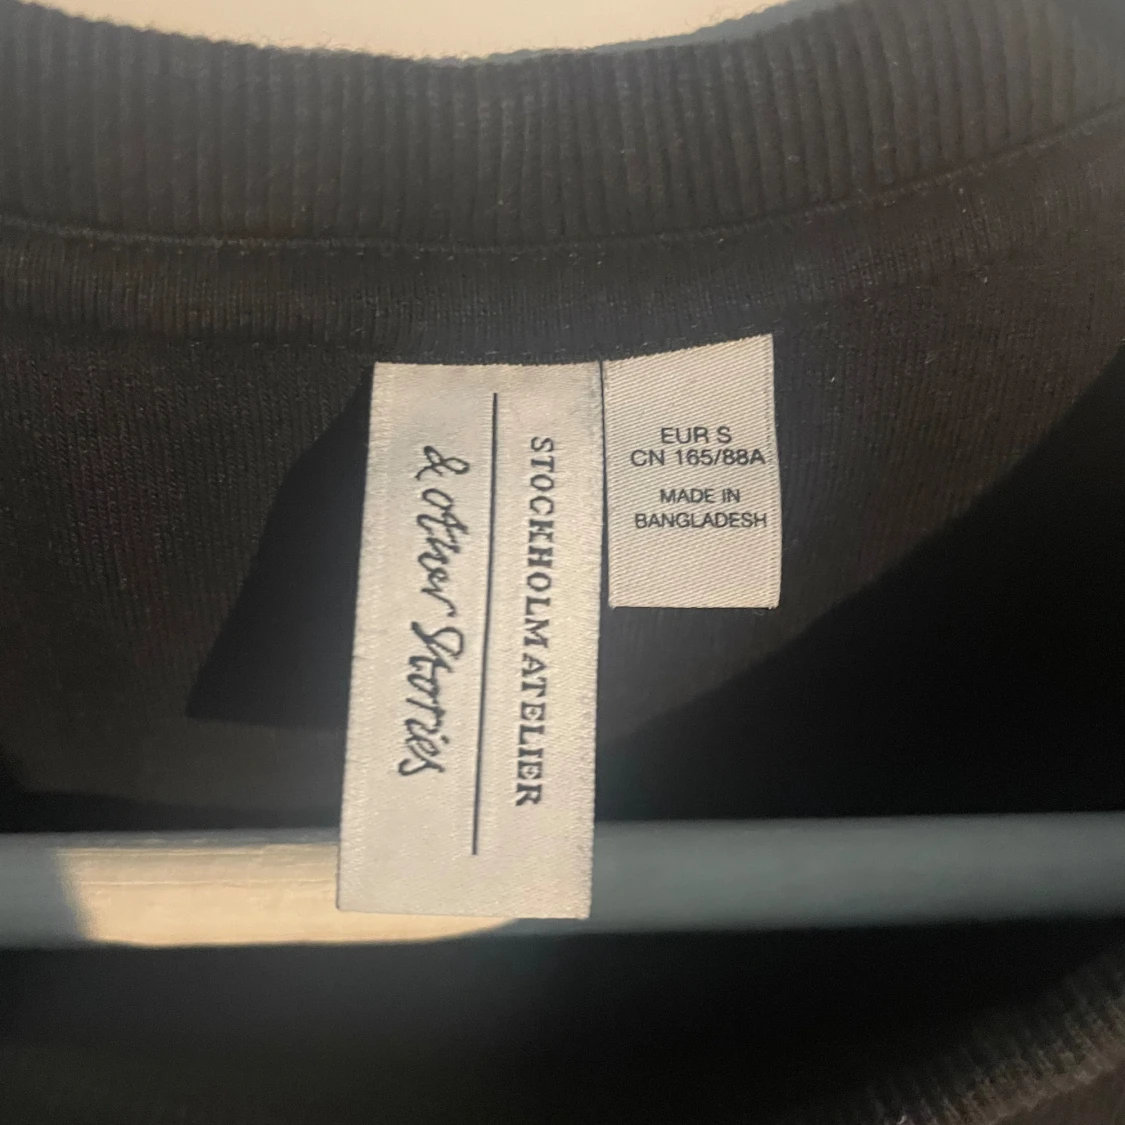 & Other Stories
STOCKHOLM ATELIER
EUR S
CN 165/88A
MADE IN
BANGLADESH